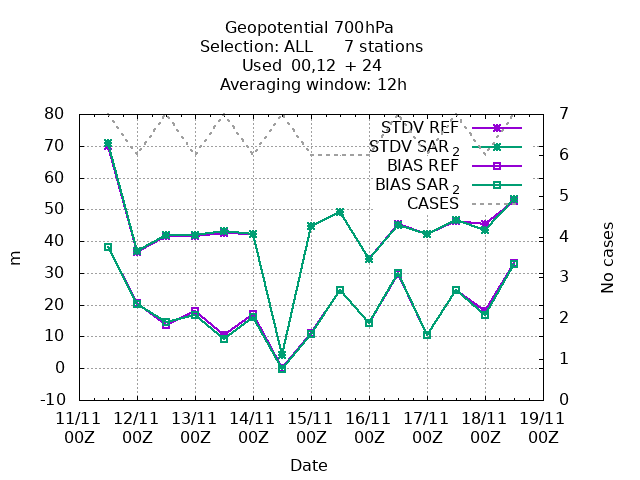 Geopotential 700hPa
Selection: ALL 7 stations
Used 00,12 + 24
Averaging window: 12h
80
70
60
50
40
30
20
10
0
-10
m
7
6
5
4
3
2
1
0
No cases
STDV REF
STDV SAR2
BIAS REF
BIAS SAR2
CASES
11/11 12/11 13/11 14/11 15/11 16/11 17/11 18/11 19/11
00Z 00Z 00Z 00Z 00Z 00Z 00Z 00Z 00Z
Date